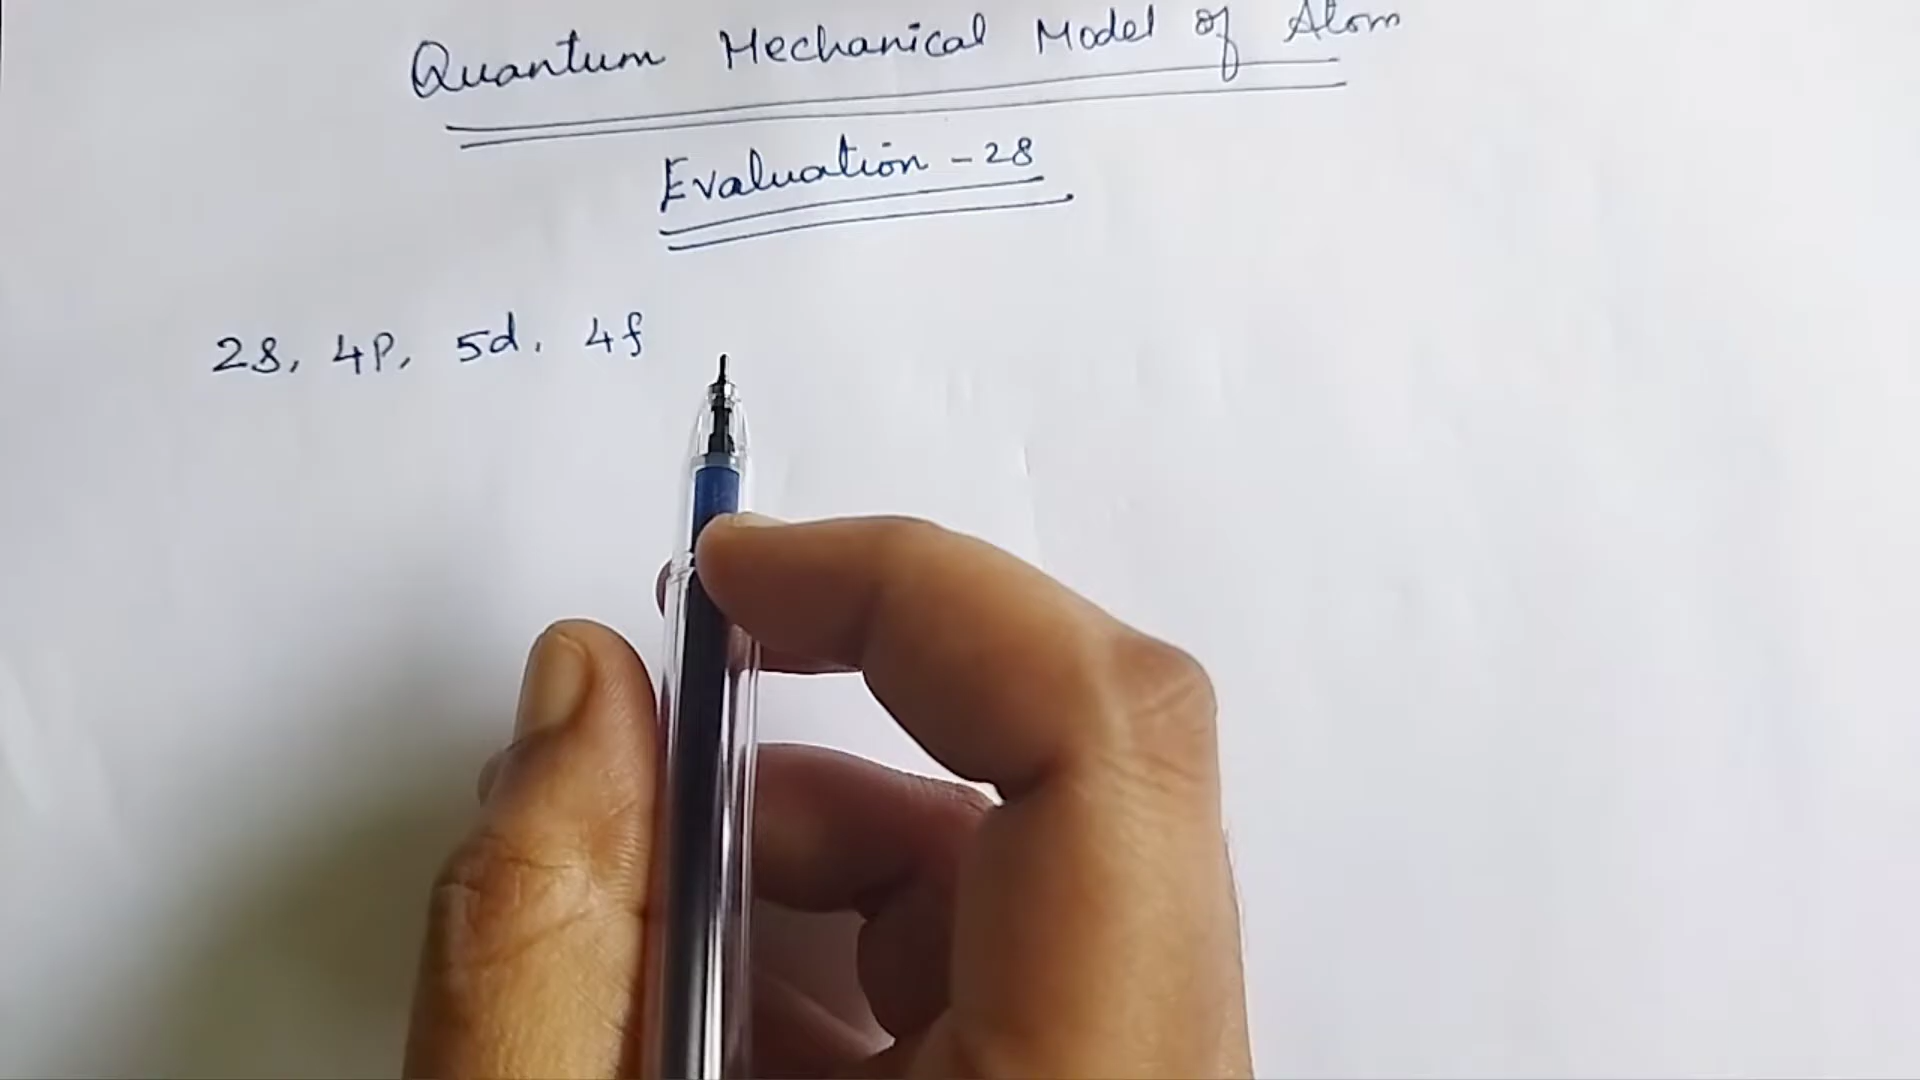 Quantum Mechanical Model of Atom
Evaluation - 28
2s, 4p, 5d, 4f